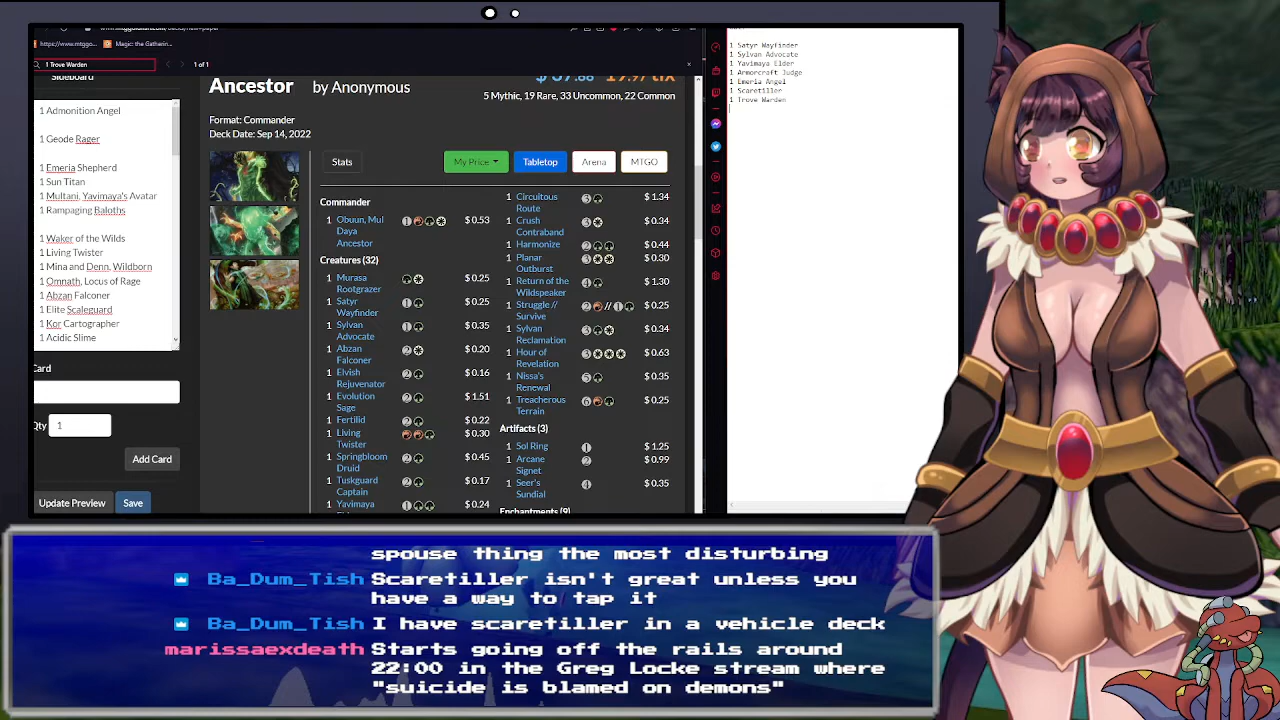 https://www.mtggo... Magic the Gatherin...
1 Trove Warden
1 of 1
Sideboard
1 Admonition Angel
1 Geode Rager
1 Emeria Shepherd
1 Sun Titan
1 Multani, Yavimaya's Avatar
1 Rampaging Baloths
1 Waker of the Wilds
1 Living Twister
1 Mina and Denn, Wildborn
1 Omnath, Locus of Rage
1 Abzan Falconer
1 Elite Scaleguard
1 Kor Cartographer
1 Acidic Slime
Card
Qty 1
Add Card
Update Preview Save
Ancestor
by Anonymous
5 Mythic, 19 Rare, 33 Uncommon, 22 Common
Format: Commander
Deck Date: Sep 14, 2022
Stats My Price Tabletop Arena MTGO
Commander
1 Obuun, Mul Daya Ancestor $ 0.53
Creatures (32)
1 Murasa Rootgrazer $ 0.25
1 Satyr Wayfinder $ 0.25
1 Sylvan Advocate $ 0.35
1 Abzan Falconer $ 0.20
1 Elvish Rejuvenator $ 0.16
1 Evolution Sage $ 1.51
1 Fertilid $ 0.22
1 Living Twister $ 0.30
1 Springbloom Druid $ 0.45
1 Tuskguard Captain $ 0.17
1 Yavimaya $ 0.24
1 Circuitous Route $ 1.34
1 Crush Contraband $ 0.34
1 Harmonize $ 0.44
1 Planar Outburst $ 0.30
1 Return of the Wildspeaker $ 1.30
1 Struggle // Survive $ 0.25
1 Sylvan Reclamation $ 0.34
1 Hour of Revelation $ 0.63
1 Nissa's Renewal $ 0.35
1 Treacherous Terrain $ 0.25
Artifacts (3)
1 Sol Ring $ 1.25
1 Arcane Signet $ 0.99
1 Seer's Sundial $ 0.35
Enchantments (9)
1 Satyr Wayfinder
1 Sylvan Advocate
1 Yavimaya Elder
1 Armorcraft Judge
1 Emeria Angel
1 Scaretiller
1 Trove Warden
spouse thing the most disturbing
Ba_Dum_Tish Scaretiller isn't great unless you
have a way to tap it
Ba_Dum_Tish I have scaretiller in a vehicle deck
marissaexdeath Starts going off the rails around
22:00 in the Greg Locke stream where
"suicide is blamed on demons"